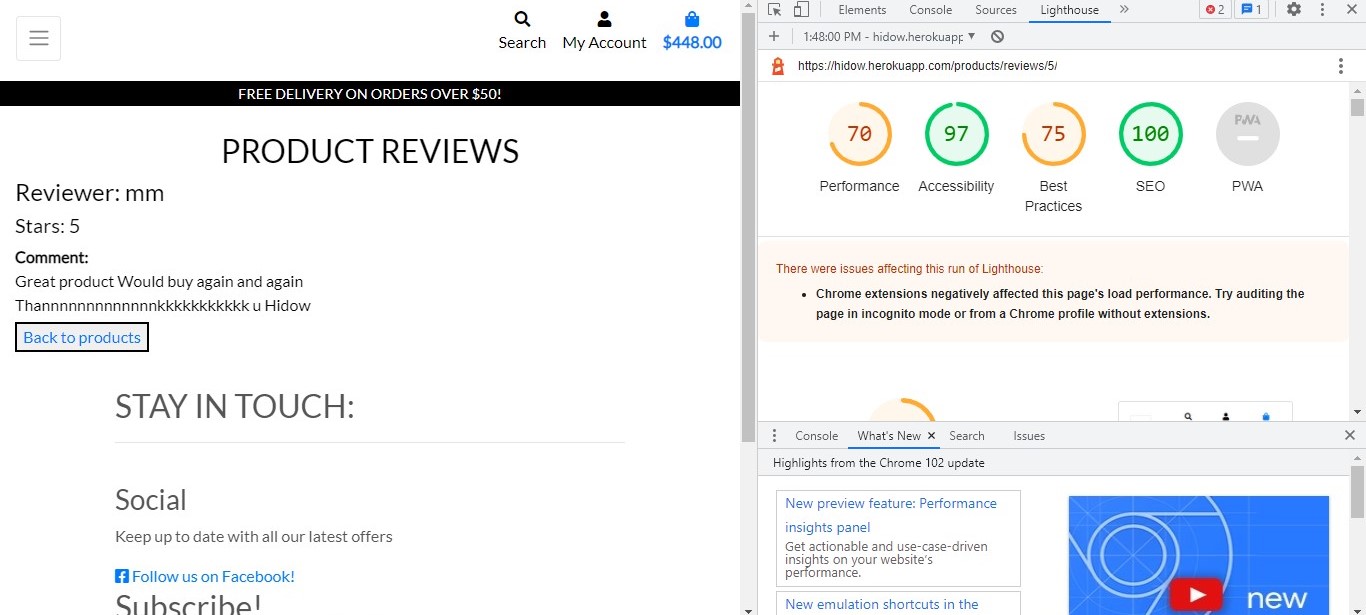 Search
My Account
$448.00
FREE DELIVERY ON ORDERS OVER $50!
PRODUCT REVIEWS
Reviewer: mm
Stars: 5
Comment:
Great product Would buy again and again
Thannnnnnnnnnnnnkkkkkkkkkkk u Hidow
Back to products
STAY IN TOUCH:
Social
Keep up to date with all our latest offers
Follow us on Facebook!
Subscribe!
Elements Console Sources Lighthouse » 2 1
1:48:00 PM - hidow.herokuapp
https://hidow.herokuapp.com/products/reviews/5/
70 97 75 100 PWA
Performance Accessibility Best Practices SEO PWA
There were issues affecting this run of Lighthouse:
• Chrome extensions negatively affected this page's load performance. Try auditing the
page in incognito mode or from a Chrome profile without extensions.
Console What's New Search Issues
Highlights from the Chrome 102 update
New preview feature: Performance
insights panel
Get actionable and use-case-driven
insights on your website's
performance.
New emulation shortcuts in the
new